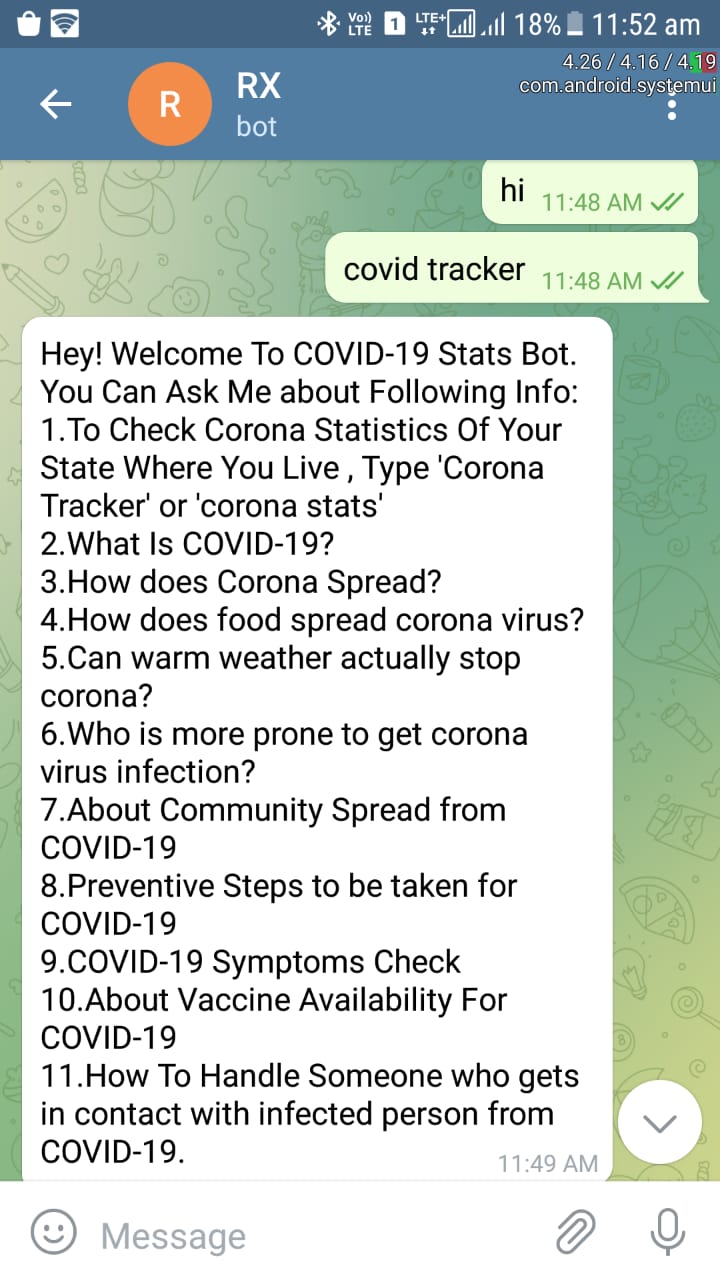 Vo)) LTE 1 LTE+ 18% 11:52 am
4.26 / 4.16 / 4.19
com.android.systemui
R
RX
bot
hi 11:48 AM
covid tracker 11:48 AM
Hey! Welcome To COVID-19 Stats Bot.
You Can Ask Me about Following Info:
1.To Check Corona Statistics Of Your
State Where You Live , Type 'Corona
Tracker' or 'corona stats'
2.What Is COVID-19?
3.How does Corona Spread?
4.How does food spread corona virus?
5.Can warm weather actually stop
corona?
6.Who is more prone to get corona
virus infection?
7.About Community Spread from
COVID-19
8.Preventive Steps to be taken for
COVID-19
9.COVID-19 Symptoms Check
10.About Vaccine Availability For
COVID-19
11.How To Handle Someone who gets
in contact with infected person from
COVID-19.
11:49 AM
Message